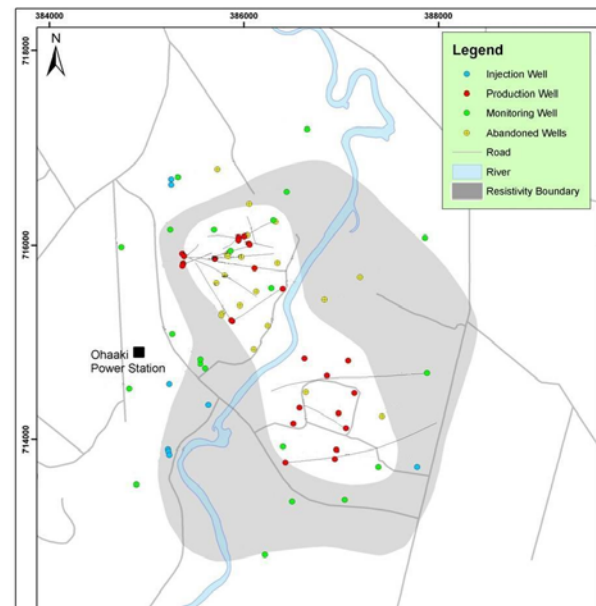 384000 386000 388000
718000
N
Legend
Injection Well
Production Well
Monitoring Well
Abandoned Wells
Road
River
Resistivity Boundary
716000
Ohaaki
Power Station
714000